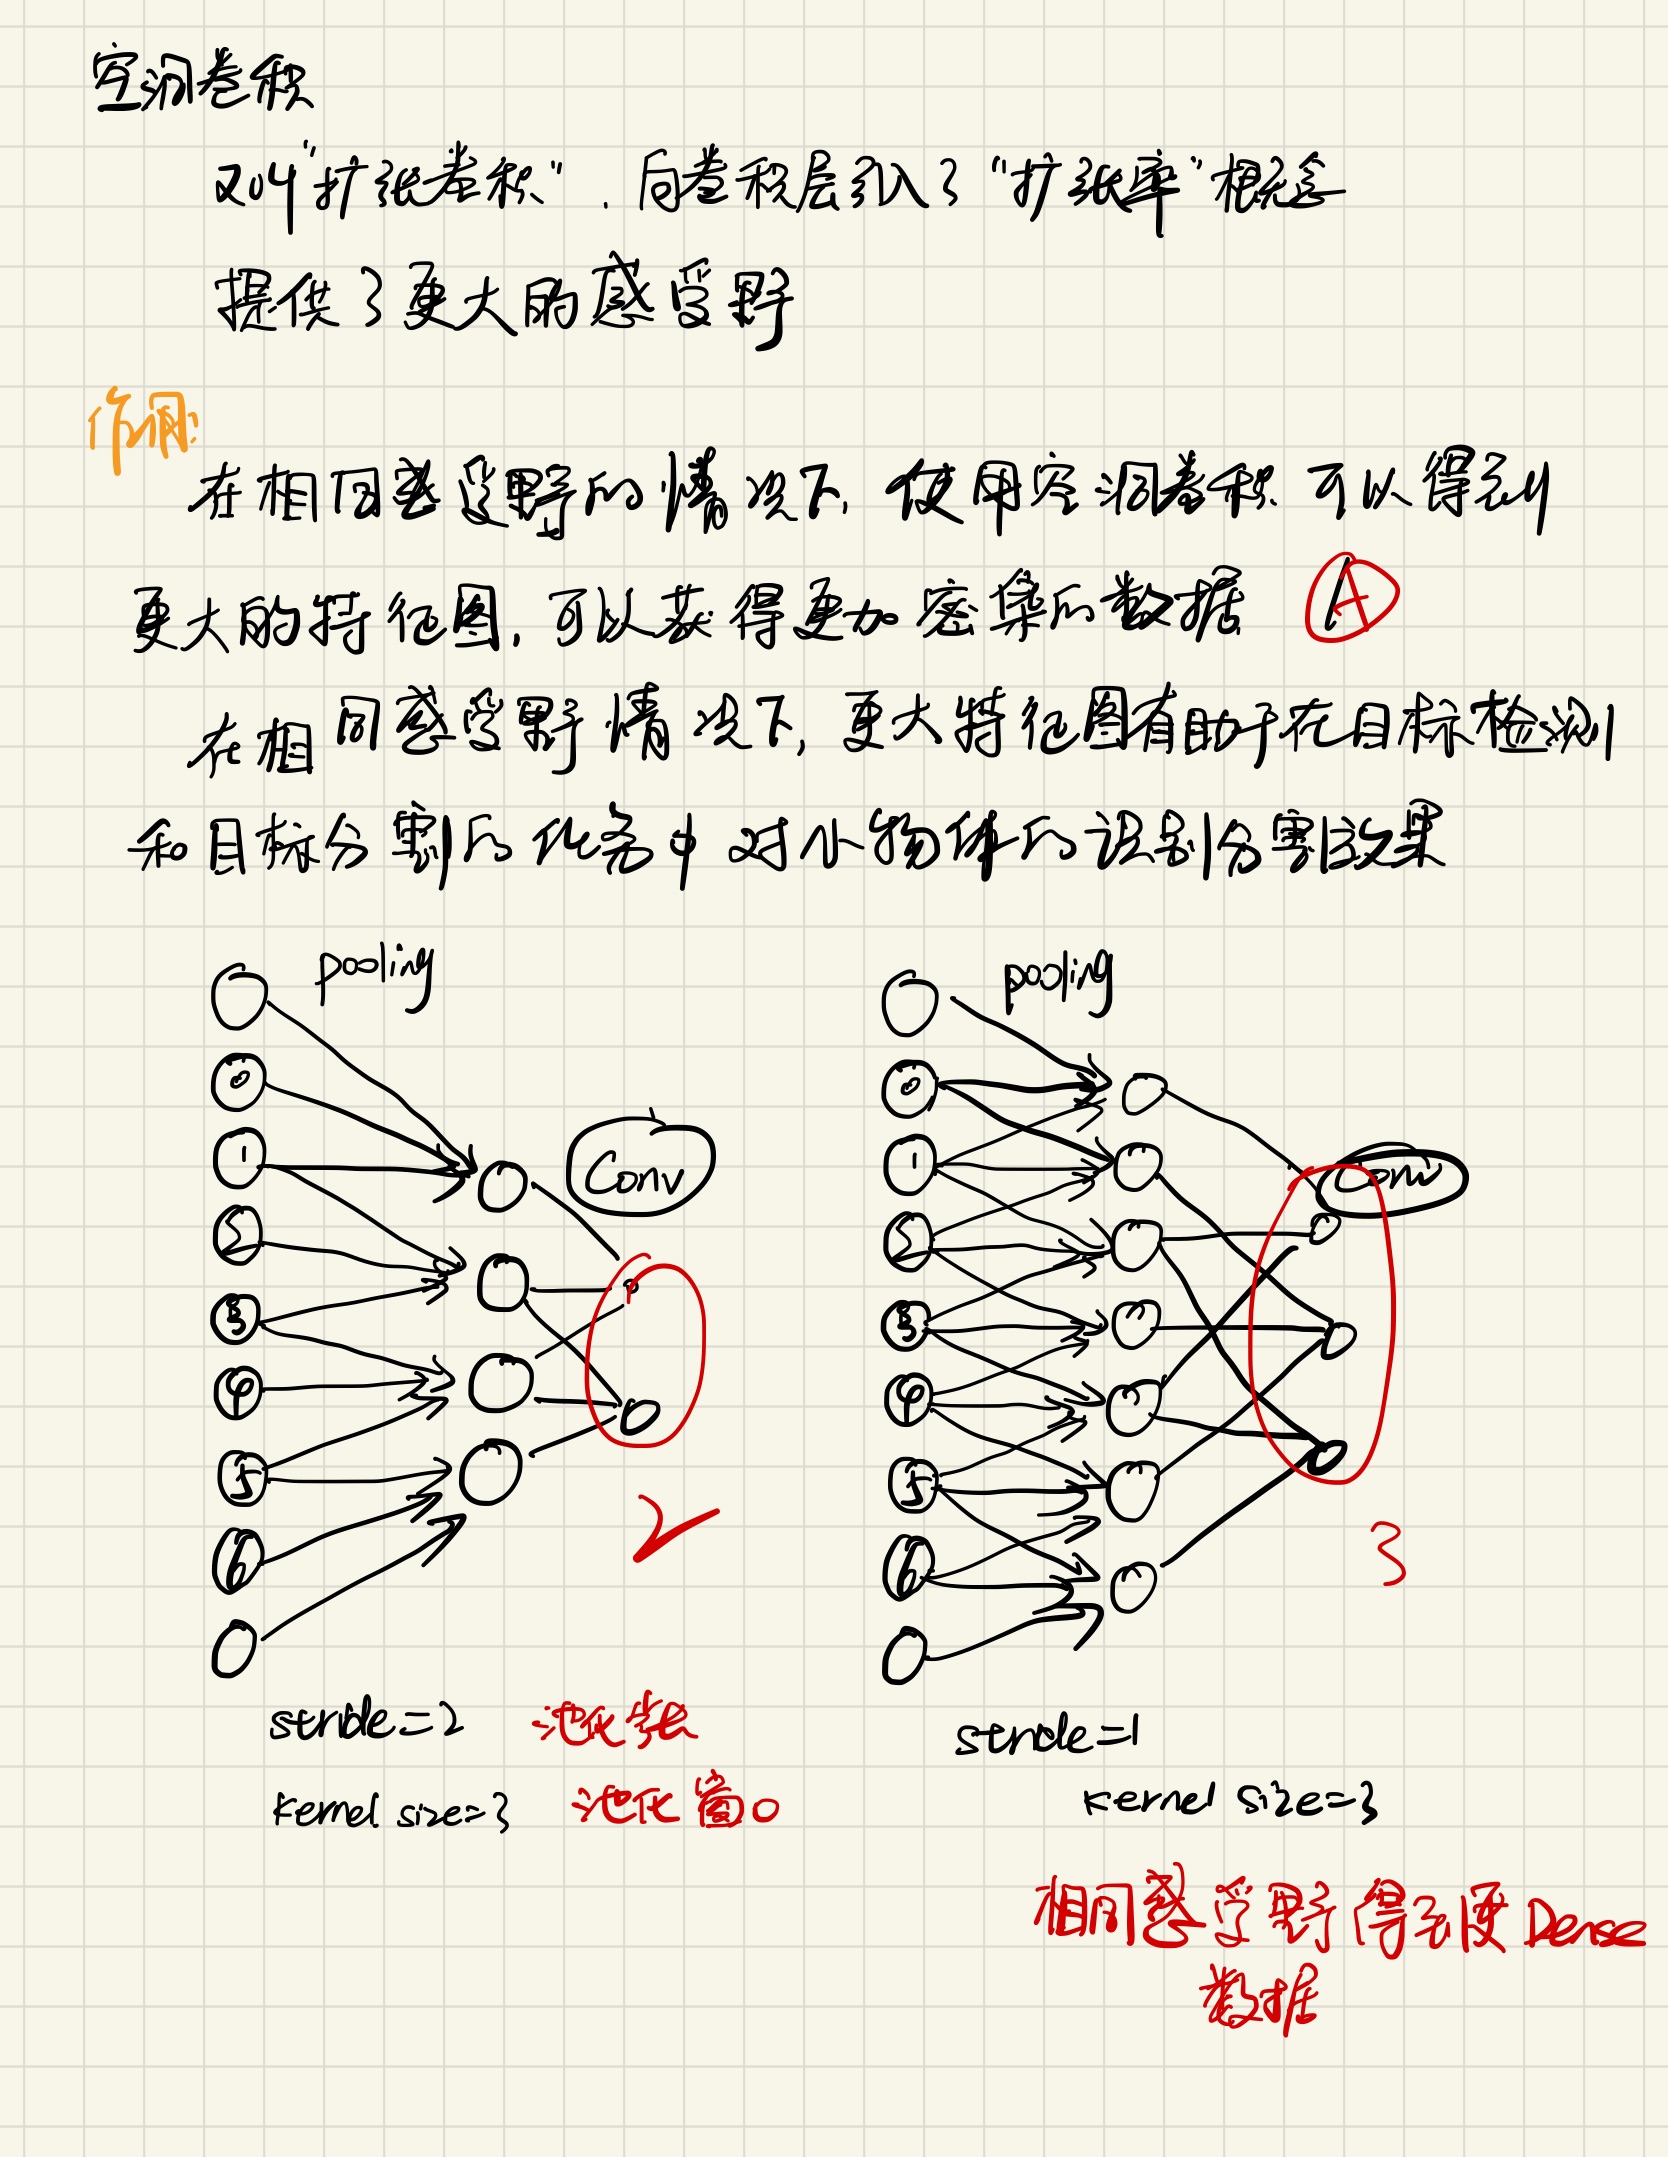 空洞卷积
又叫"扩张卷积",向卷积层引入了"扩张率"概念
提供了更大的感受野
作用:
在相同感受野的情况下,使用空洞卷积可以得到
更大的特征图,可以获得更加密集的数据 A
在相同感受野情况下,更大特征图有助于在目标检测
和目标分割的任务中对小物体的识别分割效果
pooling
0
1
2
3
4
5
6
Conv
2
stride=2 池化步长
kernel size=3 池化窗口
pooling
0
1
2
3
4
5
6
Conv
3
stride=1
kernel size=3
相同感受野得到更Dense
数据